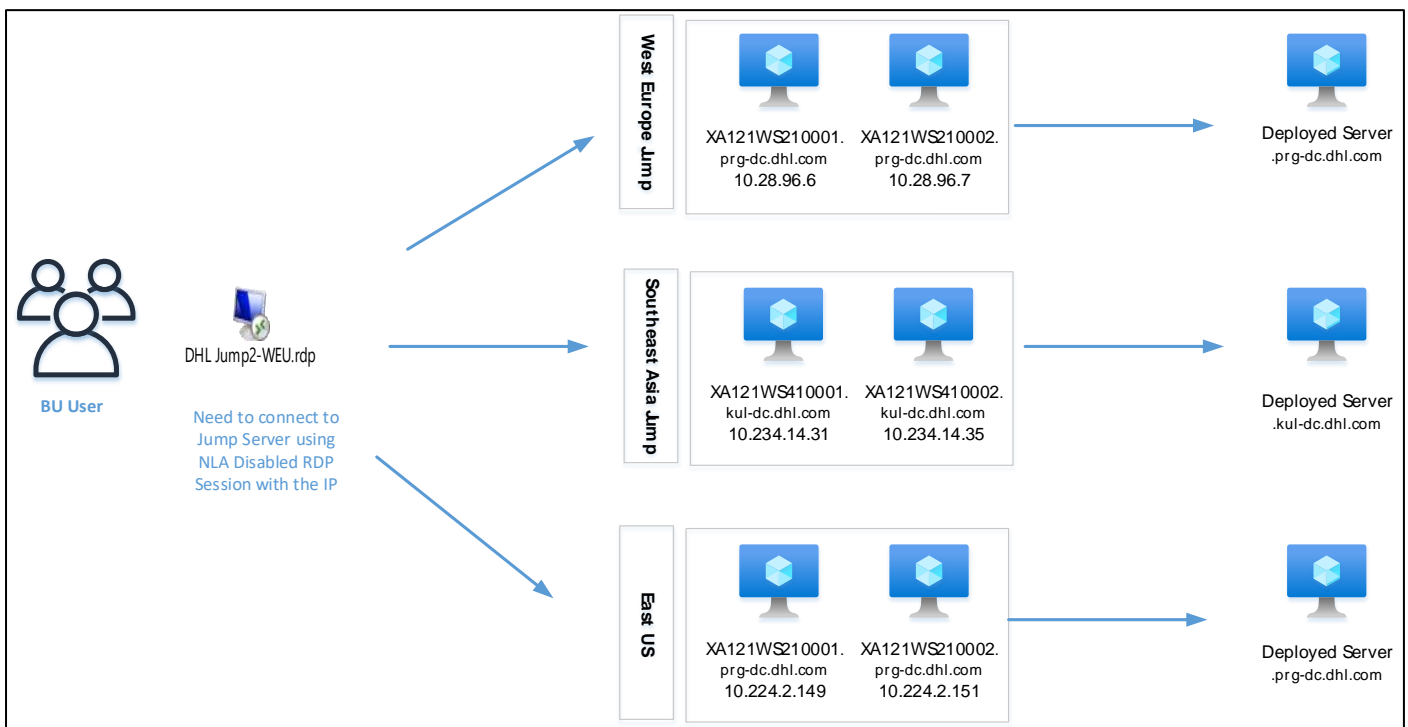 BU User
DHL Jump2-WEU.rdp
Need to connect to
Jump Server using
NLA Disabled RDP
Session with the IP
West Europe Jump
XA121WS210001.
prg-dc.dhl.com
10.28.96.6
XA121WS210002.
prg-dc.dhl.com
10.28.96.7
Deployed Server
.prg-dc.dhl.com
Southeast Asia Jump
XA121WS410001.
kul-dc.dhl.com
10.234.14.31
XA121WS410002.
kul-dc.dhl.com
10.234.14.35
Deployed Server
.kul-dc.dhl.com
East US
XA121WS210001.
prg-dc.dhl.com
10.224.2.149
XA121WS210002.
prg-dc.dhl.com
10.224.2.151
Deployed Server
.prg-dc.dhl.com